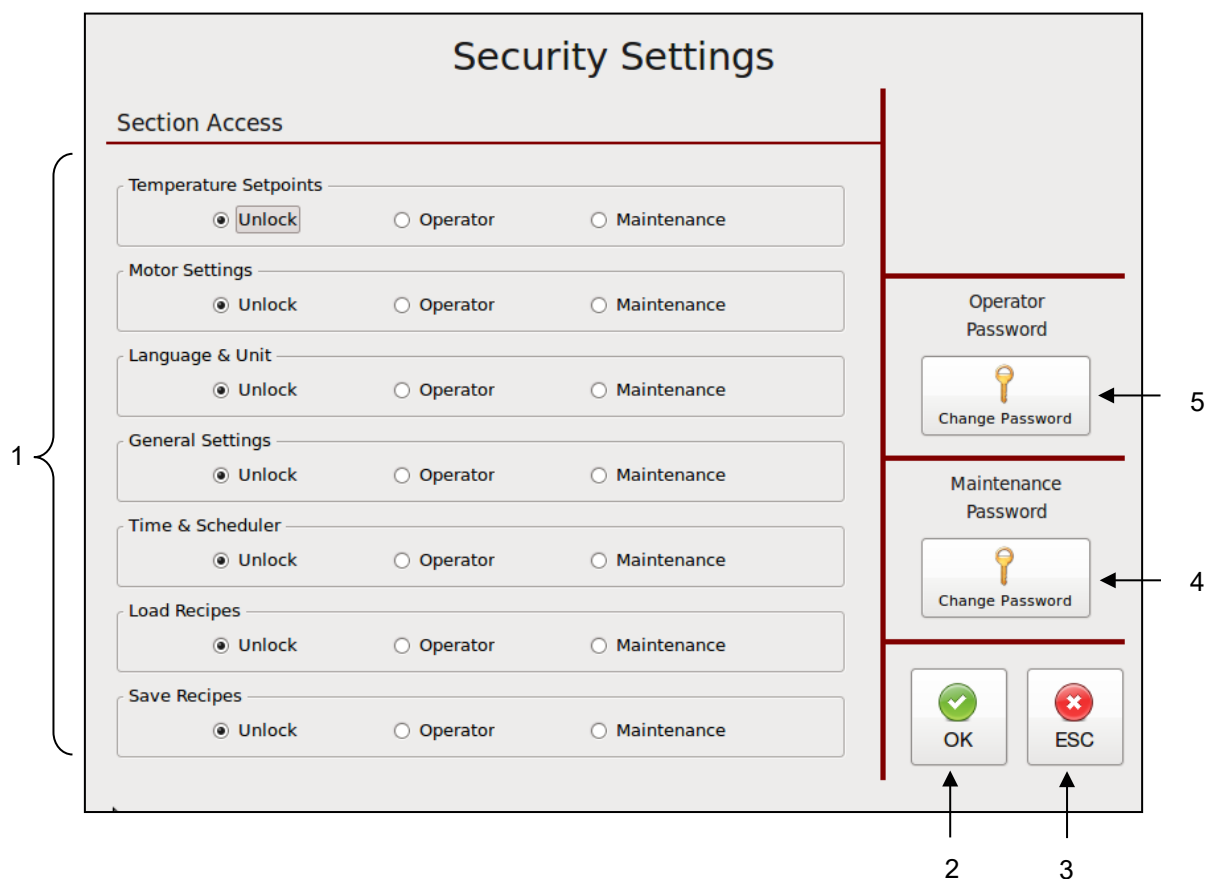 Security Settings
Section Access
1
Temperature Setpoints
Unlock Operator Maintenance
Motor Settings
Unlock Operator Maintenance
Language & Unit
Unlock Operator Maintenance
General Settings
Unlock Operator Maintenance
Time & Scheduler
Unlock Operator Maintenance
Load Recipes
Unlock Operator Maintenance
Save Recipes
Unlock Operator Maintenance
Operator
Password
Change Password
5
Maintenance
Password
Change Password
4
OK ESC
2 3